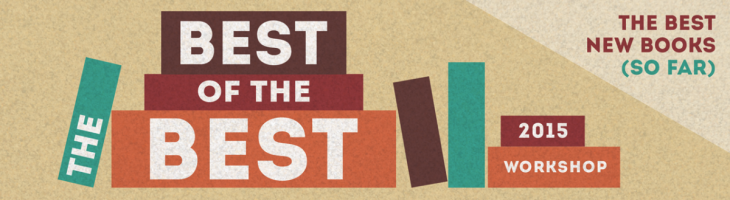 THE
BEST
OF THE
BEST
2015
WORKSHOP
THE BEST
NEW BOOKS
(SO FAR)